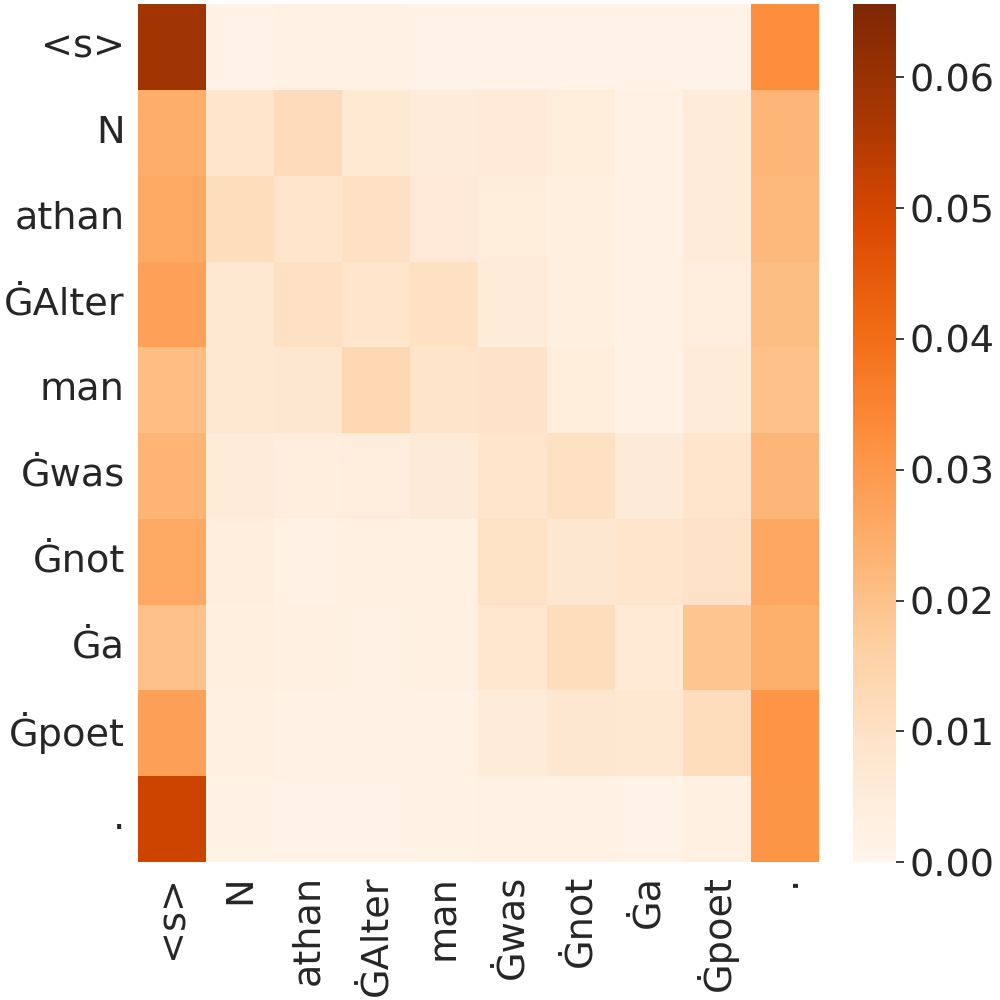 <s>
N
athan
ĠAlter
man
Ġwas
Ġnot
Ġa
Ġpoet
.
<s>
N
athan
ĠAlter
man
Ġwas
Ġnot
Ġa
Ġpoet
.
0.06
0.05
0.04
0.03
0.02
0.01
0.00